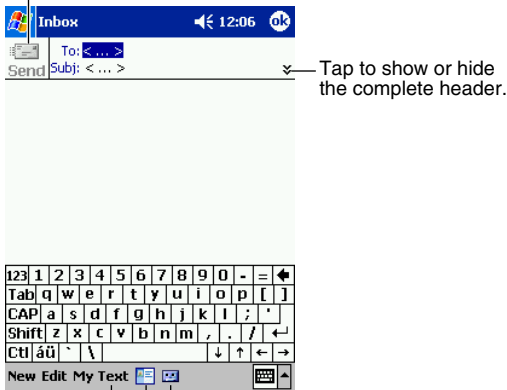 Inbox 12:06 ok
To: < ... >
Send Subj: < ... >
Tap to show or hide
the complete header.
123 1 2 3 4 5 6 7 8 9 0 - =
Tab q w e r t y u i o p [ ]
CAP a s d f g h j k l ; '
Shift z x c v b n m , . /
Ctl áü ` \ ↓ ↑ ← →
New Edit My Text